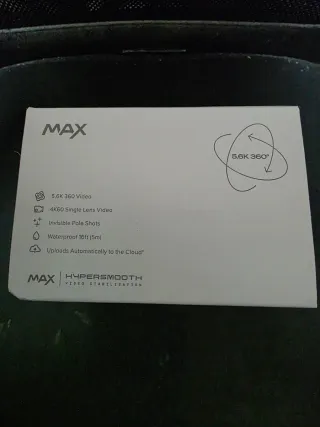 MAX
5.6K 360°
5.6K 360 Video
4K60 Single Lens Video
Invisible Pole Shots
Waterproof 16ft (5m)
Uploads Automatically to the Cloud*
MAX | HYPERSMOOTH
VIDEO STABILIZATION